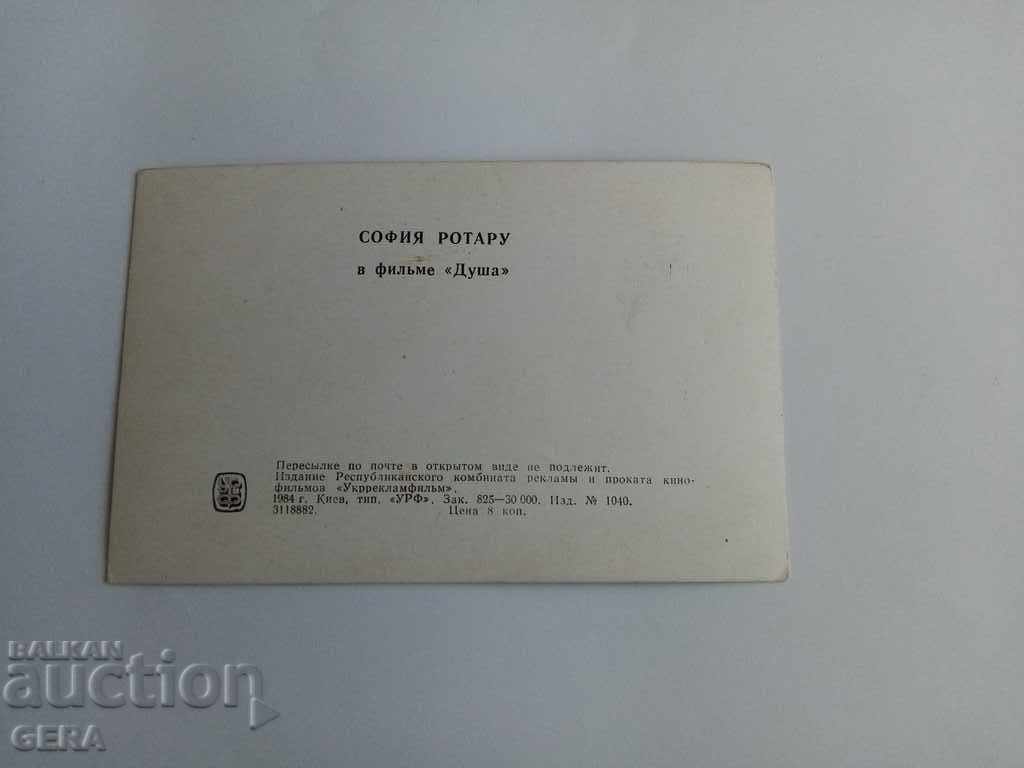 СОФИЯ РОТАРУ
в фильме «Душа»
Пересылке по почте в открытом виде не подлежит.
Издание Республиканского комбината рекламы и проката кино-
фильмов «Укррекламфильм».
1984 г. Киев, тип. «УРФ». Зак. 825—30 000. Изд. № 1040.
3118882. Цена 8 коп.
BALKAN
auction
GERA